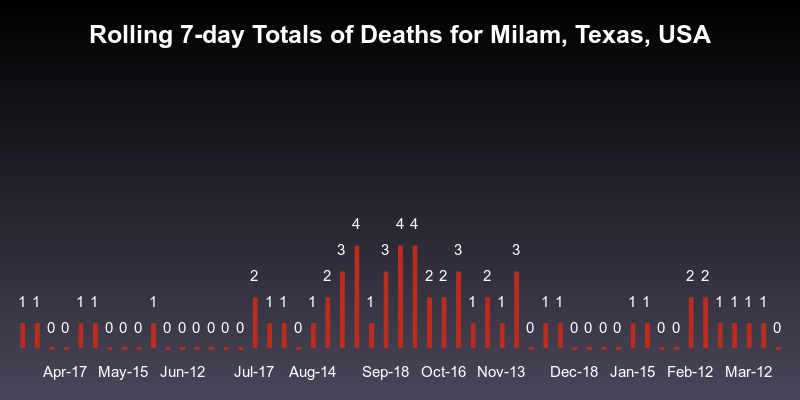 Rolling 7-day Totals of Deaths for Milam, Texas, USA
1 1 0 0 1 1 0 0 0 1 0 0 0 0 0 0 2 1 1 0 1 2 3 4 1 3 4 4 2 2 3 1 2 1 3 0 1 1 0 0 0 0 1 1 0 0 2 2 1 1 1 1 0
Apr-17 May-15 Jun-12 Jul-17 Aug-14 Sep-18 Oct-16 Nov-13 Dec-18 Jan-15 Feb-12 Mar-12